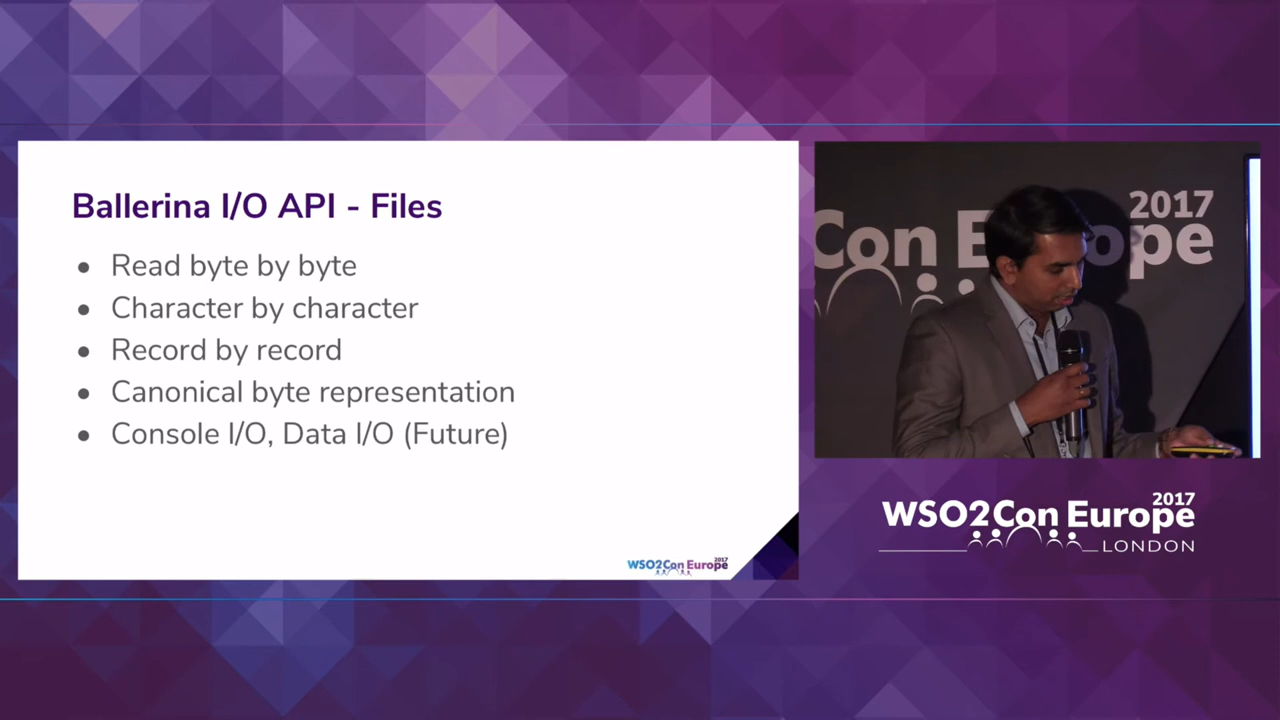 Ballerina I/O API - Files
• Read byte by byte
• Character by character
• Record by record
• Canonical byte representation
• Console I/O, Data I/O (Future)
WSO2Con Europe 2017
2017
Con Europe
2017
WSO2Con Europe
LONDON